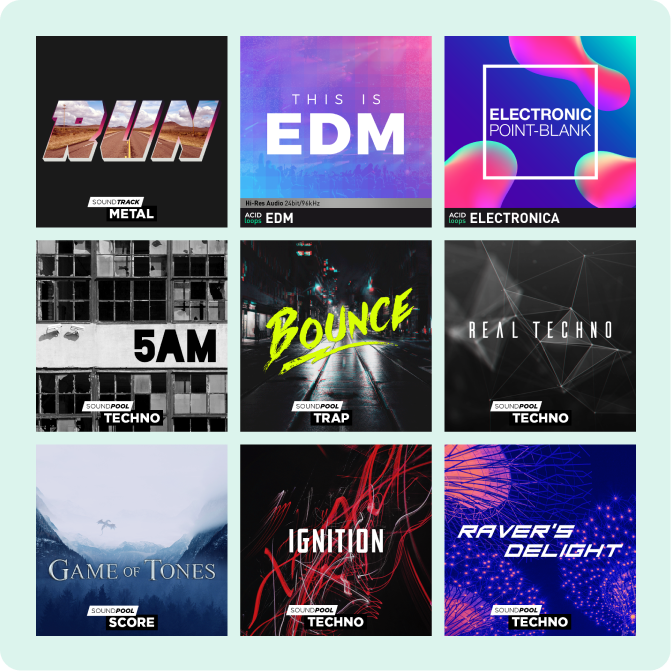 RUN
SOUNDTRACK
METAL
THIS IS
EDM
Hi-Res Audio 24bit/96kHz
ACID
loops EDM
ELECTRONIC
POINT-BLANK
ACID
loops ELECTRONICA
5AM
SOUNDPOOL
TECHNO
BOUNCE
SOUNDPOOL
TRAP
REAL TECHNO
SOUNDPOOL
TECHNO
GAME OF TONES
SOUNDPOOL
SCORE
IGNITION
SOUNDPOOL
TECHNO
RAVER'S
DELIGHT
SOUNDPOOL
TECHNO